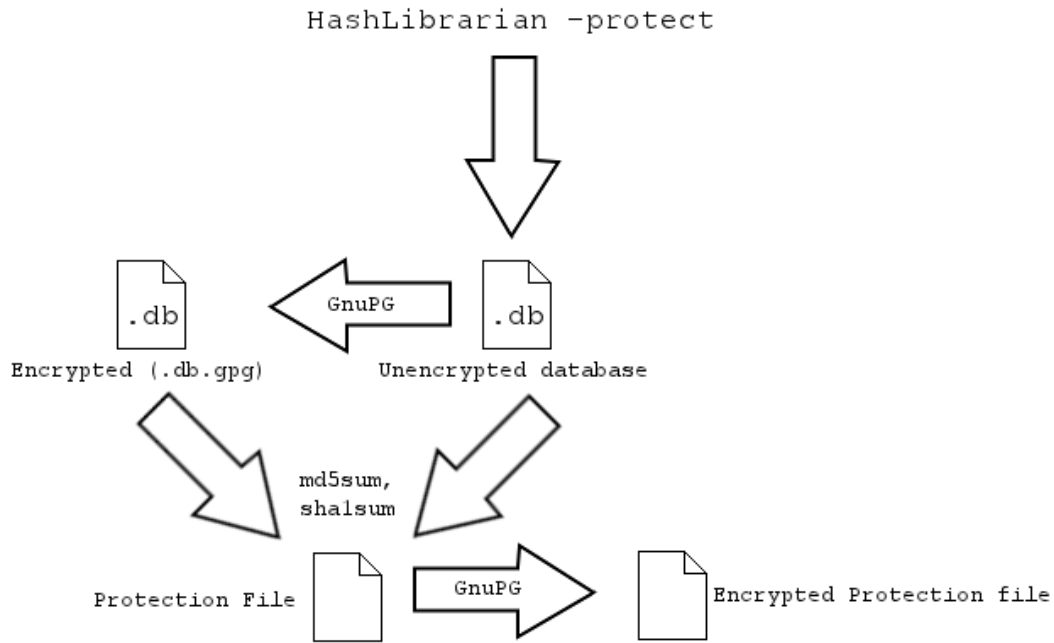 HashLibrarian -protect
GnuPG
.db
.db
Encrypted (.db.gpg)
Unencrypted database
md5sum,
sha1sum
Protection File
GnuPG
Encrypted Protection file